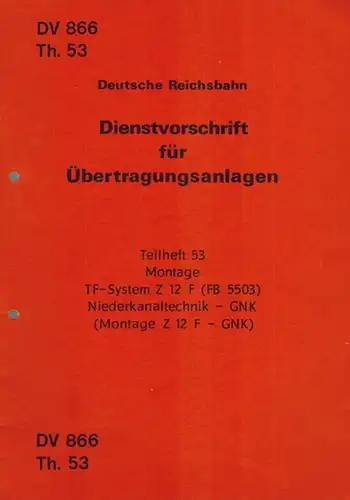 DV 866
Th. 53
Deutsche Reichsbahn
Dienstvorschrift
für
Übertragungsanlagen
Teilheft 53
Montage
TF-System Z 12 F (FB 5503)
Niederkanaltechnik - GNK
(Montage Z 12 F - GNK)
DV 866
Th. 53